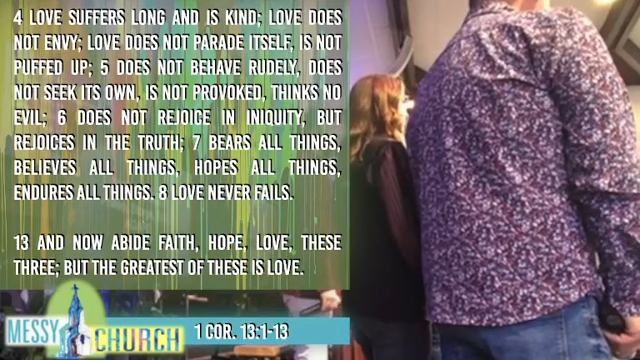 4 LOVE SUFFERS LONG AND IS KIND; LOVE DOES
NOT ENVY; LOVE DOES NOT PARADE ITSELF, IS NOT
PUFFED UP; 5 DOES NOT BEHAVE RUDELY, DOES
NOT SEEK ITS OWN, IS NOT PROVOKED, THINKS NO
EVIL; 6 DOES NOT REJOICE IN INIQUITY, BUT
REJOICES IN THE TRUTH; 7 BEARS ALL THINGS,
BELIEVES ALL THINGS, HOPES ALL THINGS,
ENDURES ALL THINGS. 8 LOVE NEVER FAILS.
13 AND NOW ABIDE FAITH, HOPE, LOVE, THESE
THREE; BUT THE GREATEST OF THESE IS LOVE.
MESSY CHURCH
1 COR. 13:1-13